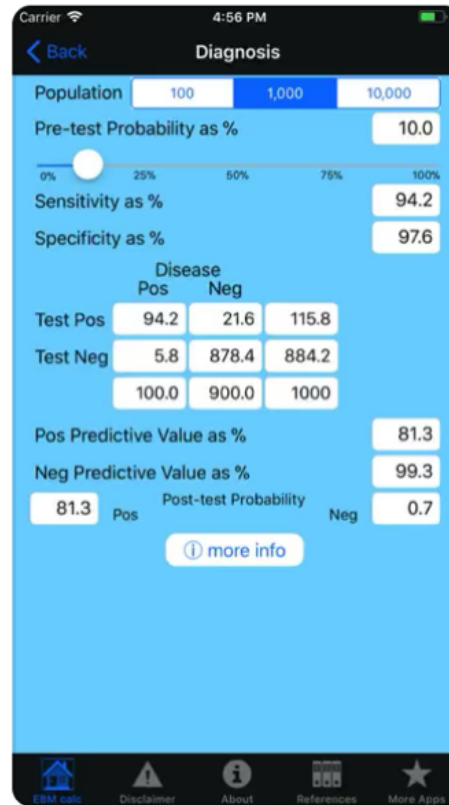 Carrier 4:56 PM
Back Diagnosis
Population 100 1,000 10,000
Pre-test Probability as % 10.0
0% 25% 50% 75% 100%
Sensitivity as % 94.2
Specificity as % 97.6
Disease
Pos Neg
Test Pos 94.2 21.6 115.8
Test Neg 5.8 878.4 884.2
100.0 900.0 1000
Pos Predictive Value as % 81.3
Neg Predictive Value as % 99.3
81.3 Pos Post-test Probability Neg 0.7
i more info
EBM calc Disclaimer About References More Apps